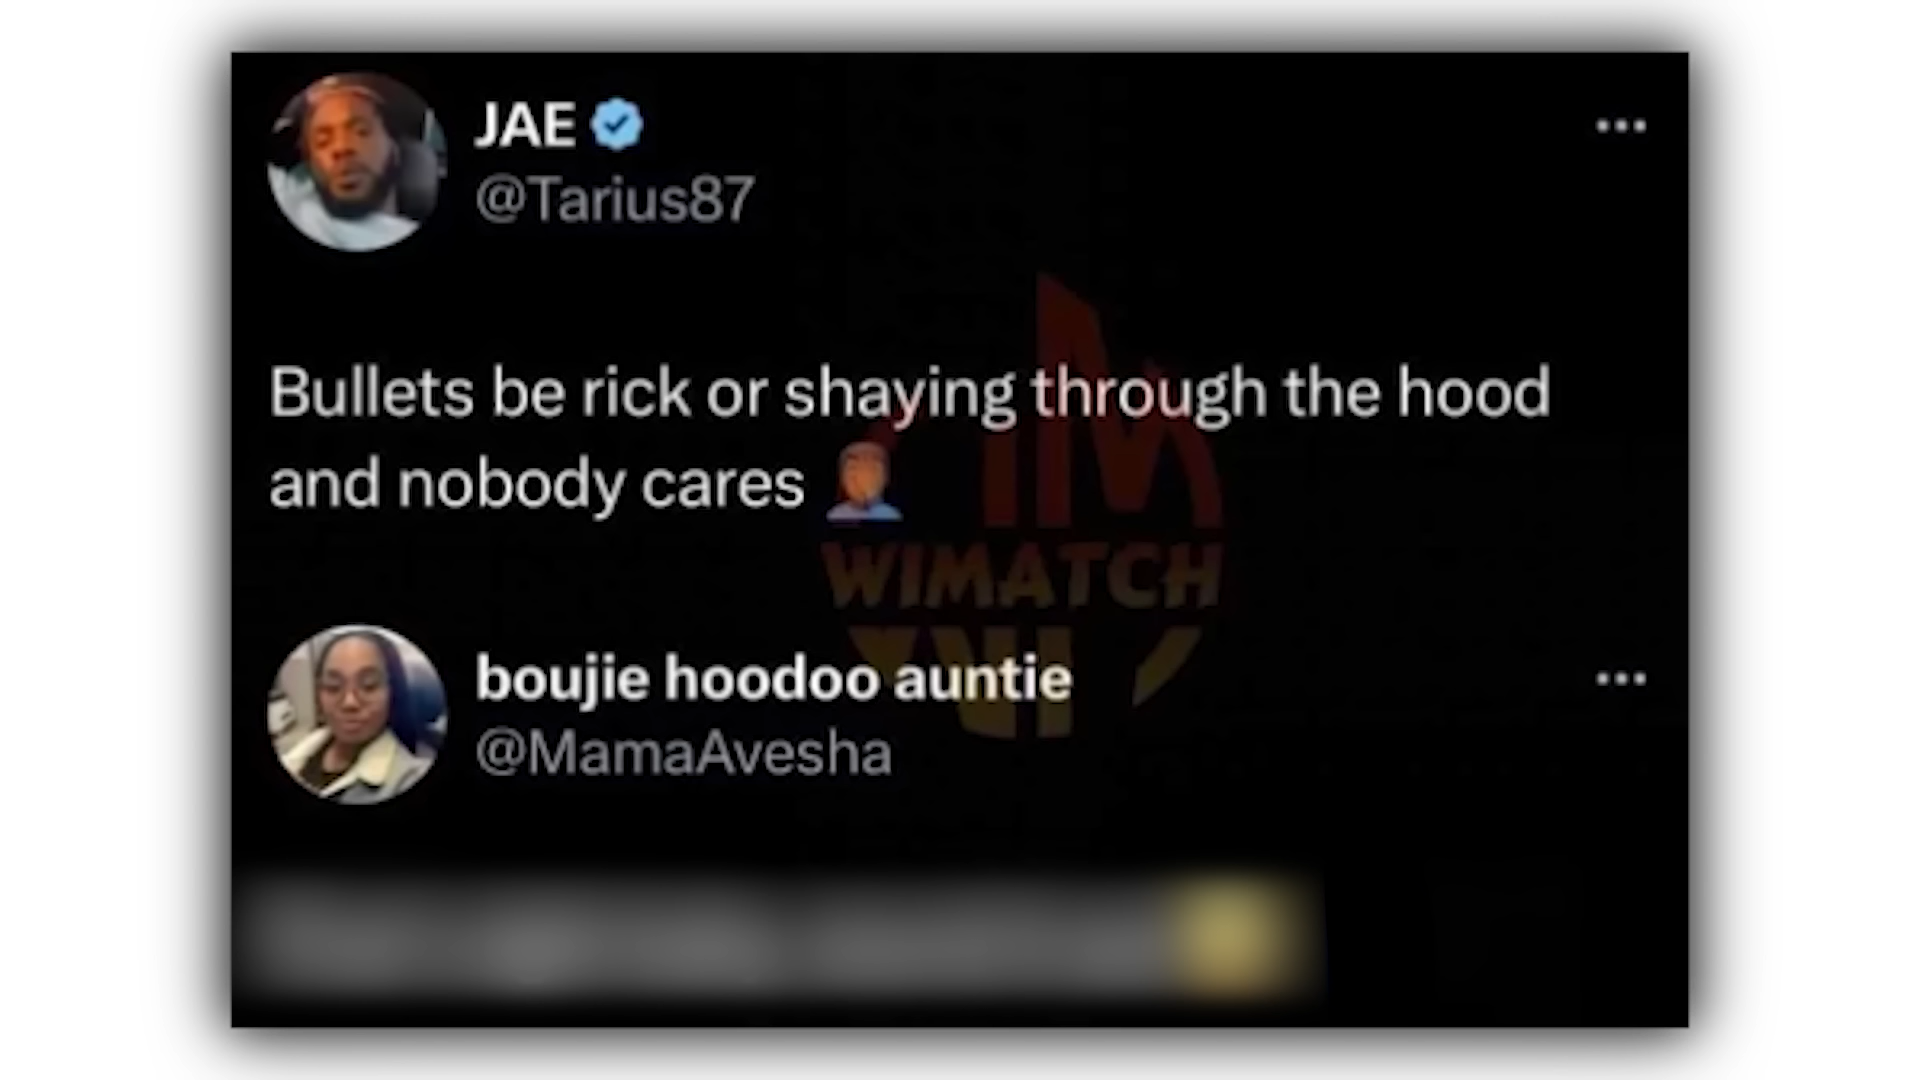 JAE
@Tarius87
Bullets be rick or shaying through the hood
and nobody cares
WIMATCH
boujie hoodoo auntie
@MamaAvesha